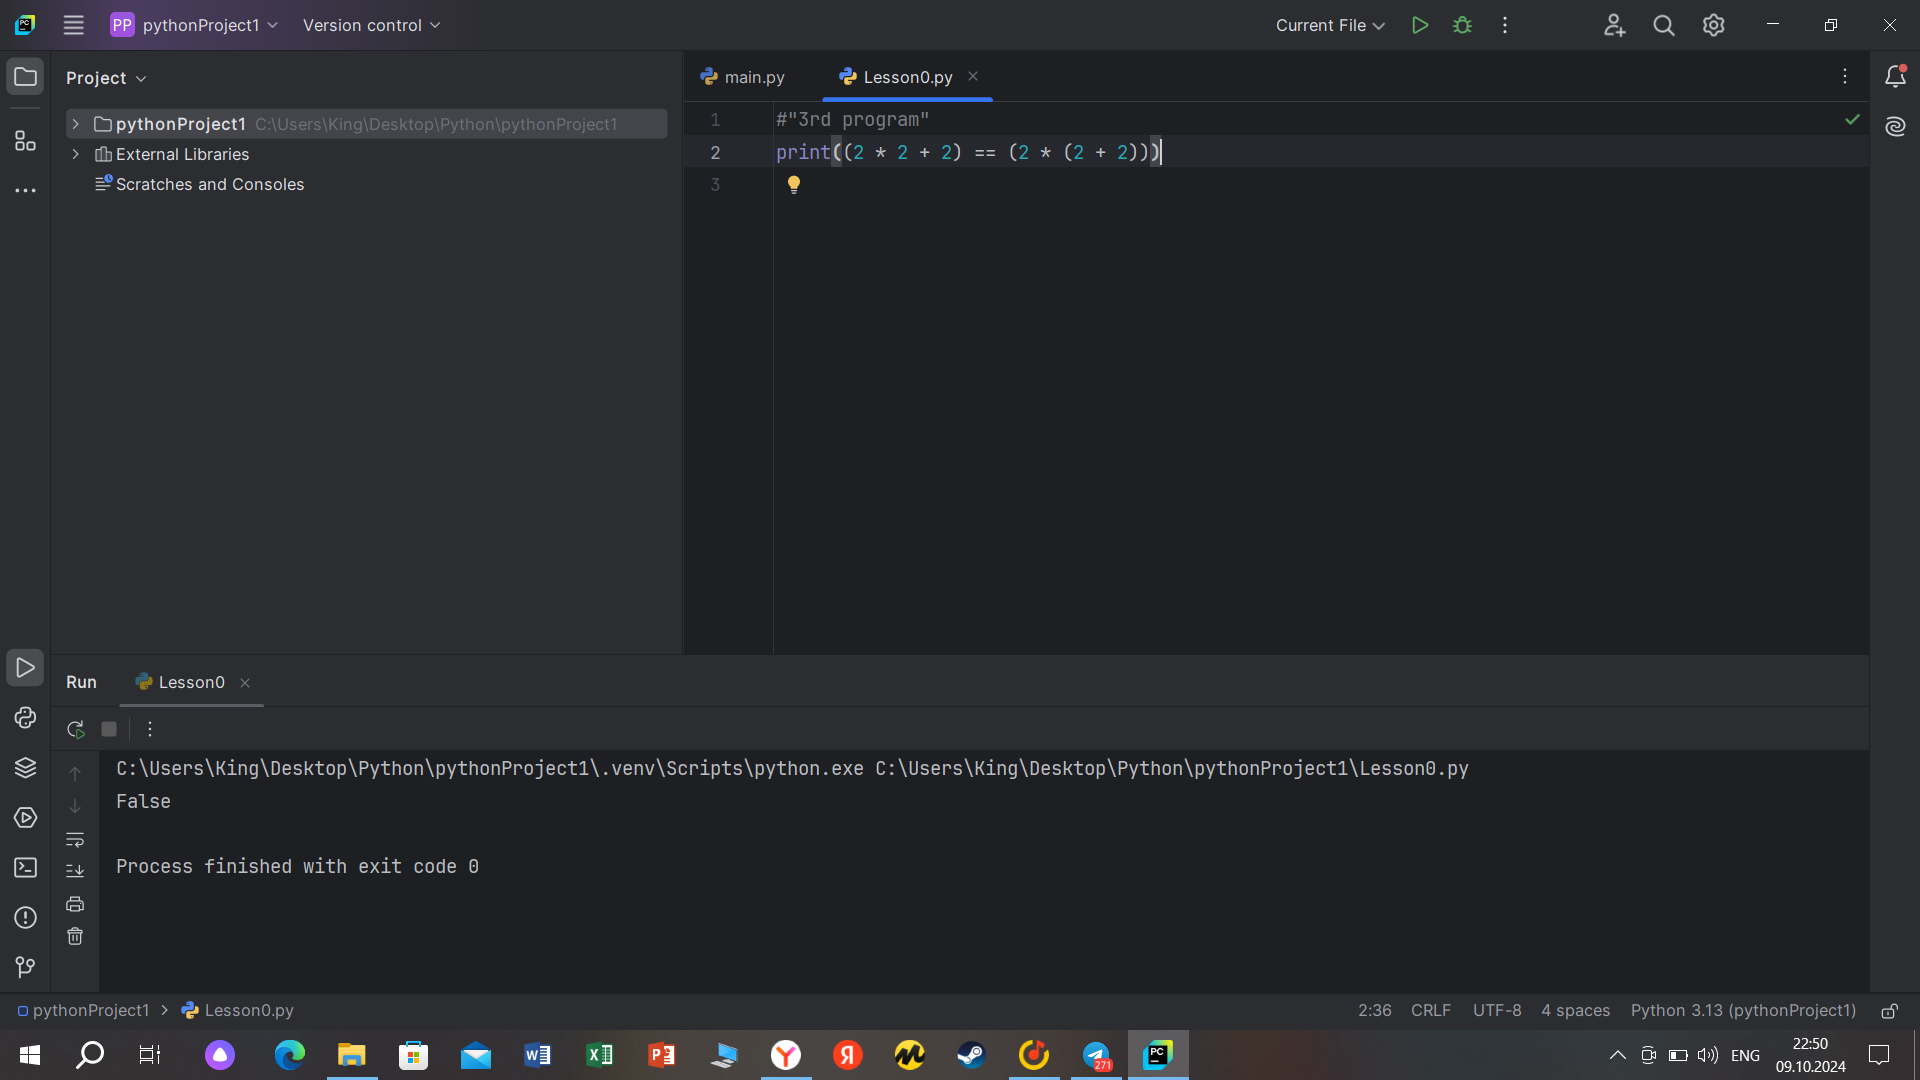 PP pythonProject1 Version control Current File
Project main.py Lesson0.py
pythonProject1 C:\Users\King\Desktop\Python\pythonProject1
External Libraries
Scratches and Consoles
1 #"3rd program"
2 print((2 * 2 + 2) == (2 * (2 + 2)))
3
Run Lesson0
C:\Users\King\Desktop\Python\pythonProject1\.venv\Scripts\python.exe C:\Users\King\Desktop\Python\pythonProject1\Lesson0.py
False
Process finished with exit code 0
pythonProject1 Lesson0.py 2:36 CRLF UTF-8 4 spaces Python 3.13 (pythonProject1)
271 ENG 22:50
09.10.2024